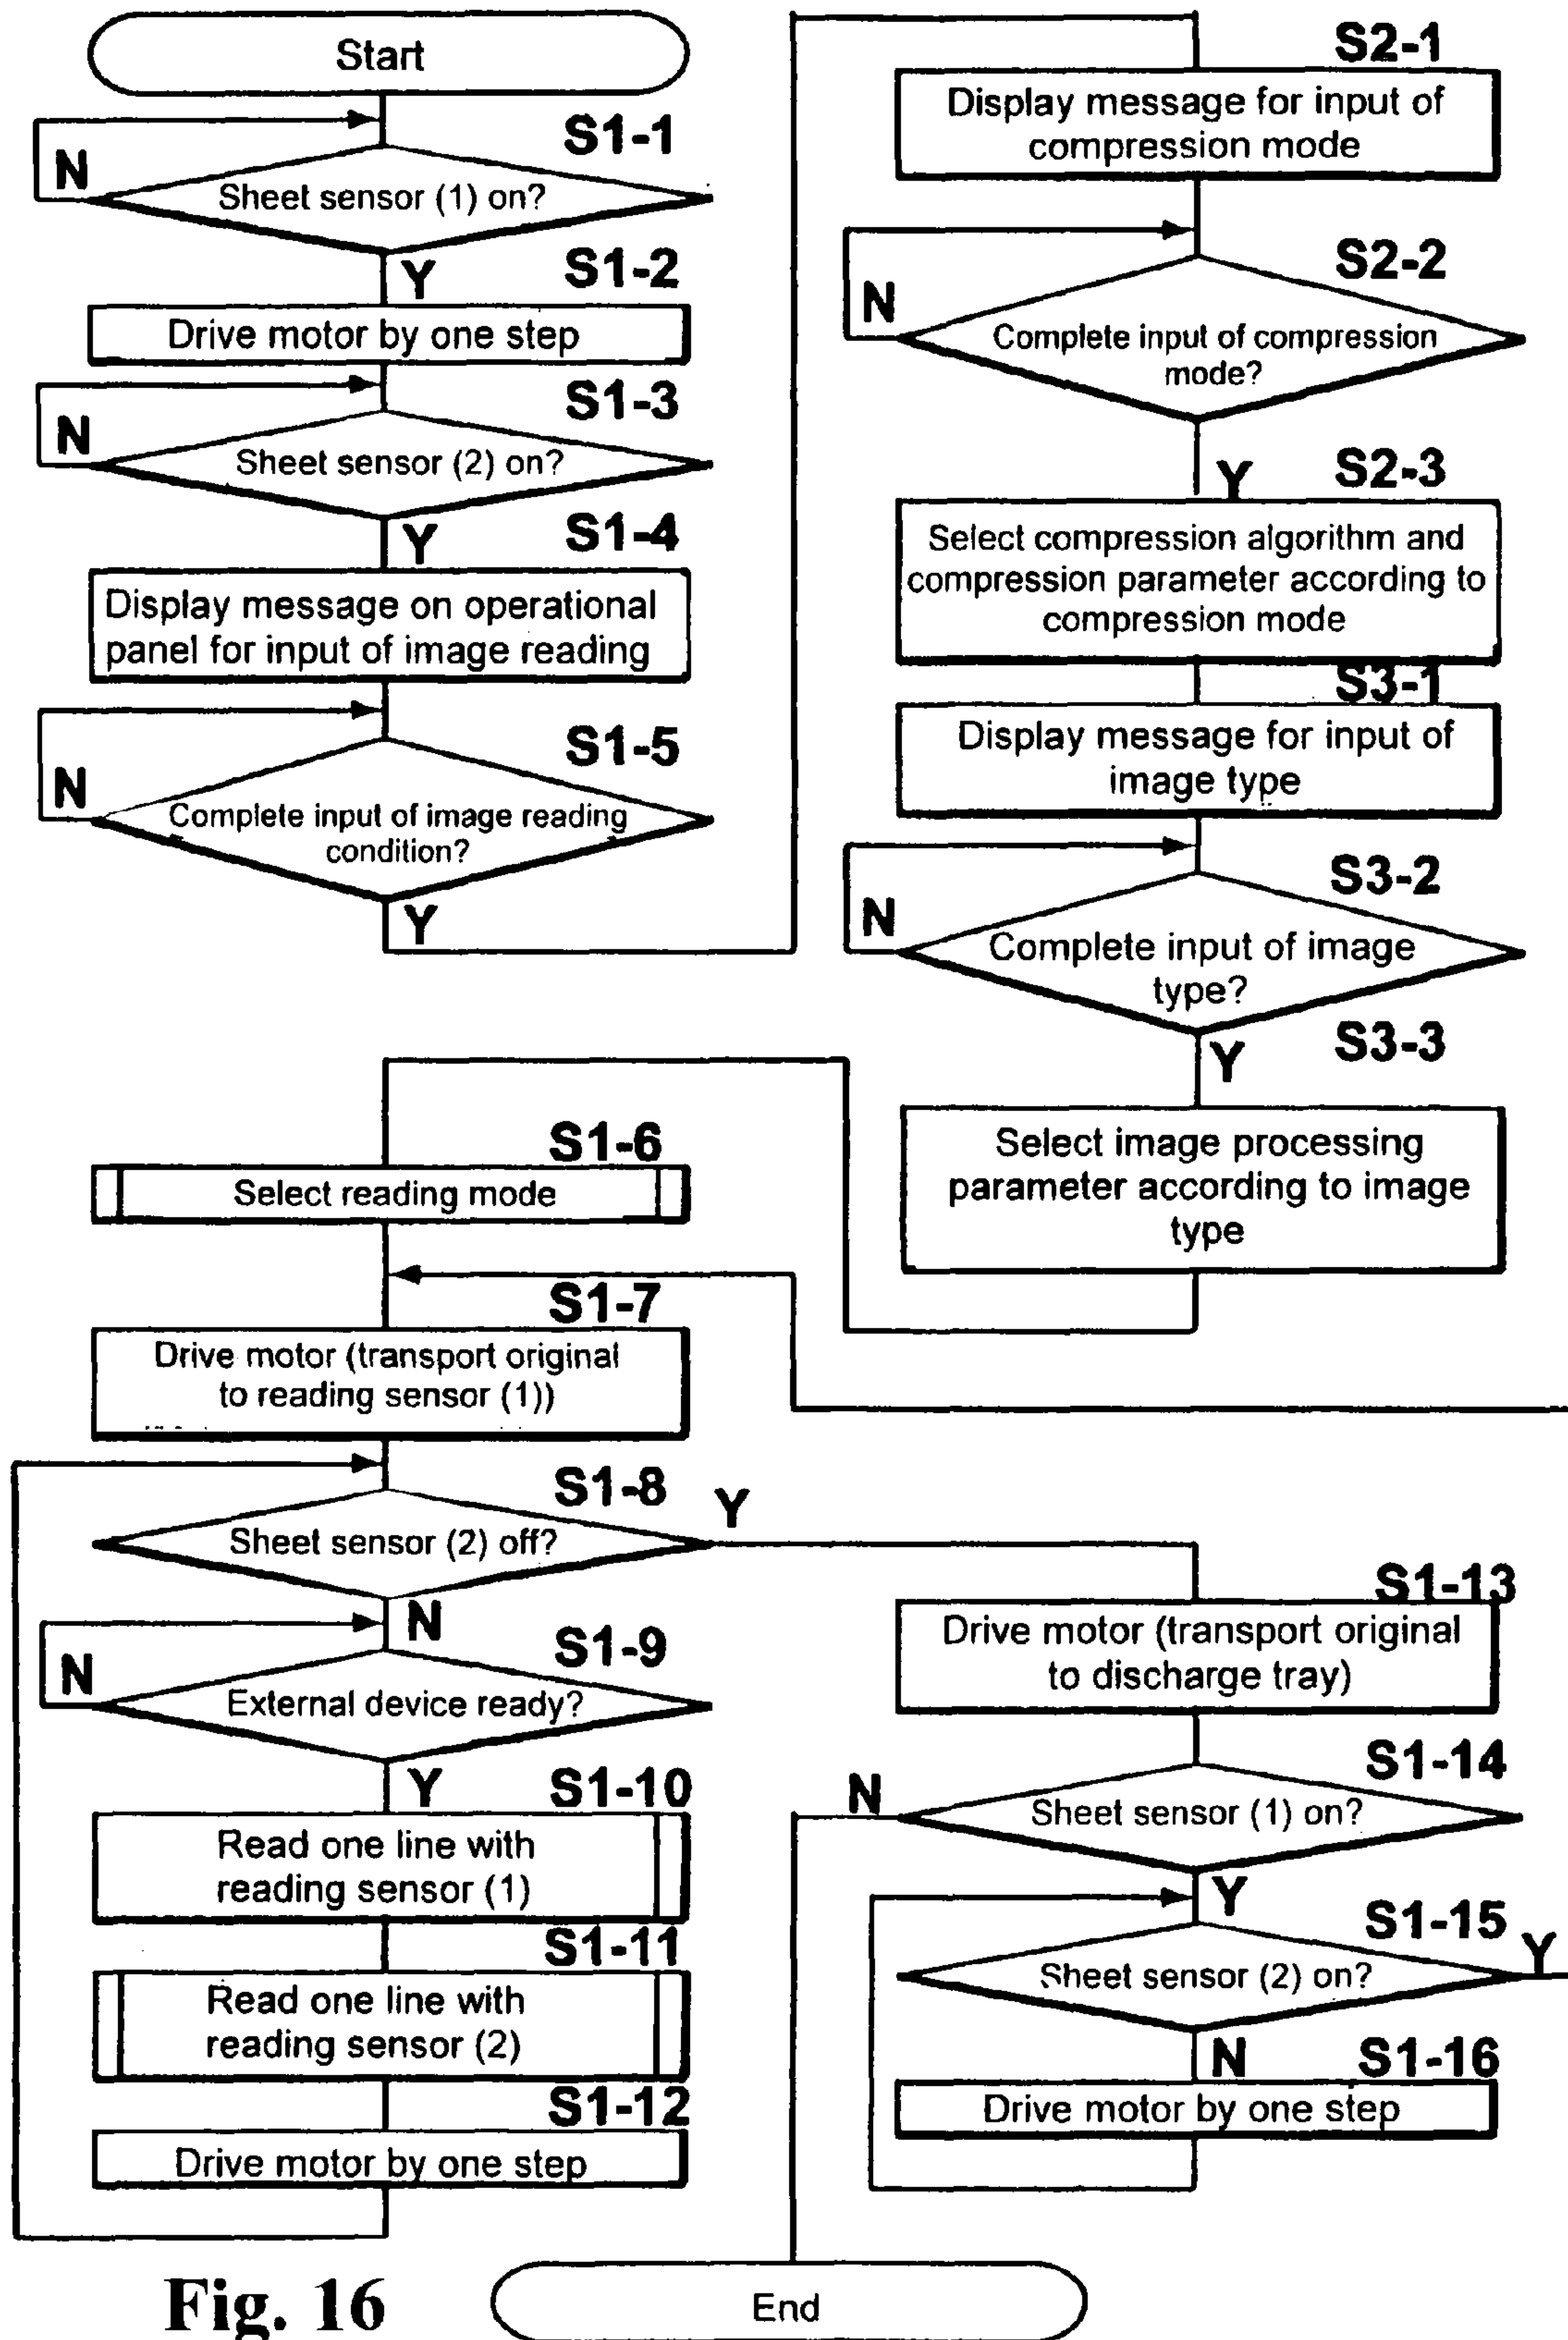 Start
S1-1
N
Sheet sensor (1) on?
Y
S1-2
Drive motor by one step
S1-3
N
Sheet sensor (2) on?
Y
S1-4
Display message on operational
panel for input of image reading
S1-5
N
Complete input of image reading
condition?
Y
S2-1
Display message for input of
compression mode
S2-2
N
Complete input of compression
mode?
Y
S2-3
Select compression algorithm and
compression parameter according to
compression mode
S3-1
Display message for input of
image type
S3-2
N
Complete input of image
type?
Y
S3-3
Select image processing
parameter according to image
type
S1-6
Select reading mode
S1-7
Drive motor (transport original
to reading sensor (1))
S1-8
Y
Sheet sensor (2) off?
N
S1-9
N
External device ready?
Y
S1-10
Read one line with
reading sensor (1)
S1-11
Read one line with
reading sensor (2)
S1-12
Drive motor by one step
S1-13
Drive motor (transport original
to discharge tray)
S1-14
N
Sheet sensor (1) on?
Y
S1-15
Y
Sheet sensor (2) on?
N
S1-16
Drive motor by one step
Fig. 16
End